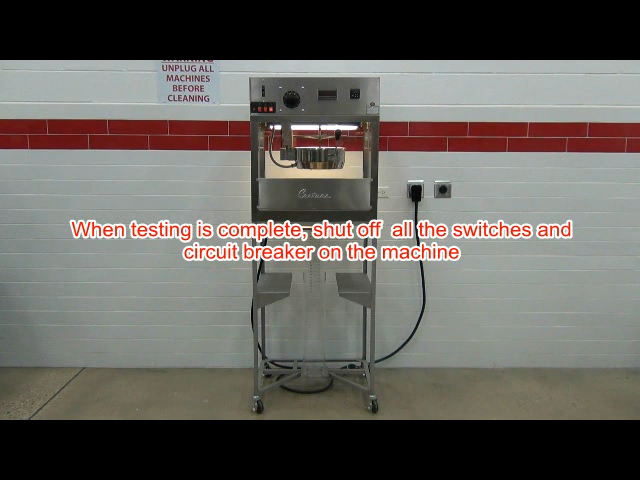 UNPLUG ALL
MACHINES
BEFORE
CLEANING
Cretors
When testing is complete, shut off  all the switches and
circuit breaker on the machine